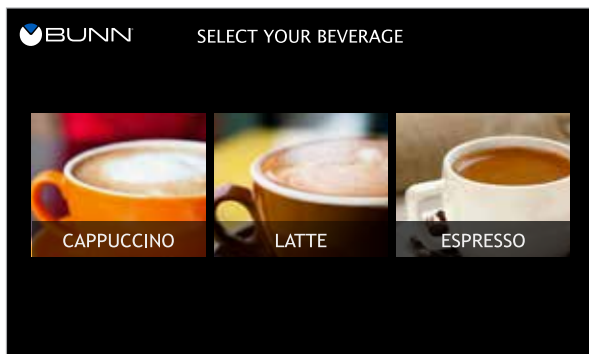 BUNN
SELECT YOUR BEVERAGE
CAPPUCCINO
LATTE
ESPRESSO